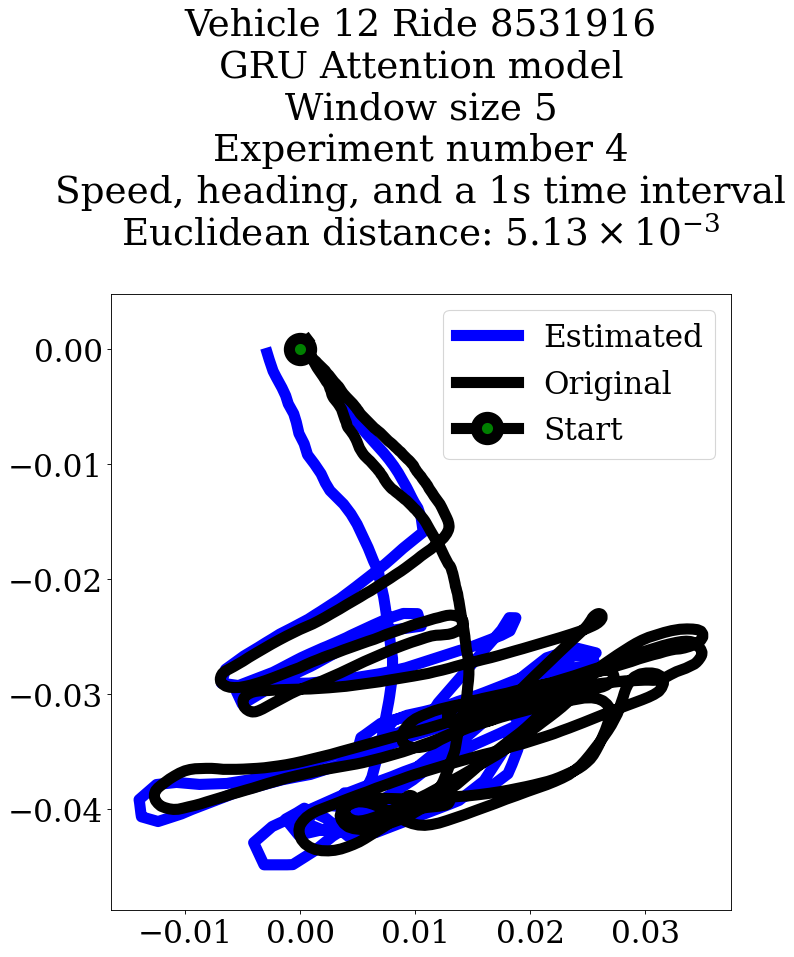 Vehicle 12 Ride 8531916
GRU Attention model
Window size 5
Experiment number 4
Speed, heading, and a 1s time interval
Euclidean distance: 5.13 × 10⁻³
Estimated
Original
Start
0.00
−0.01
−0.02
−0.03
−0.04
−0.01 0.00 0.01 0.02 0.03